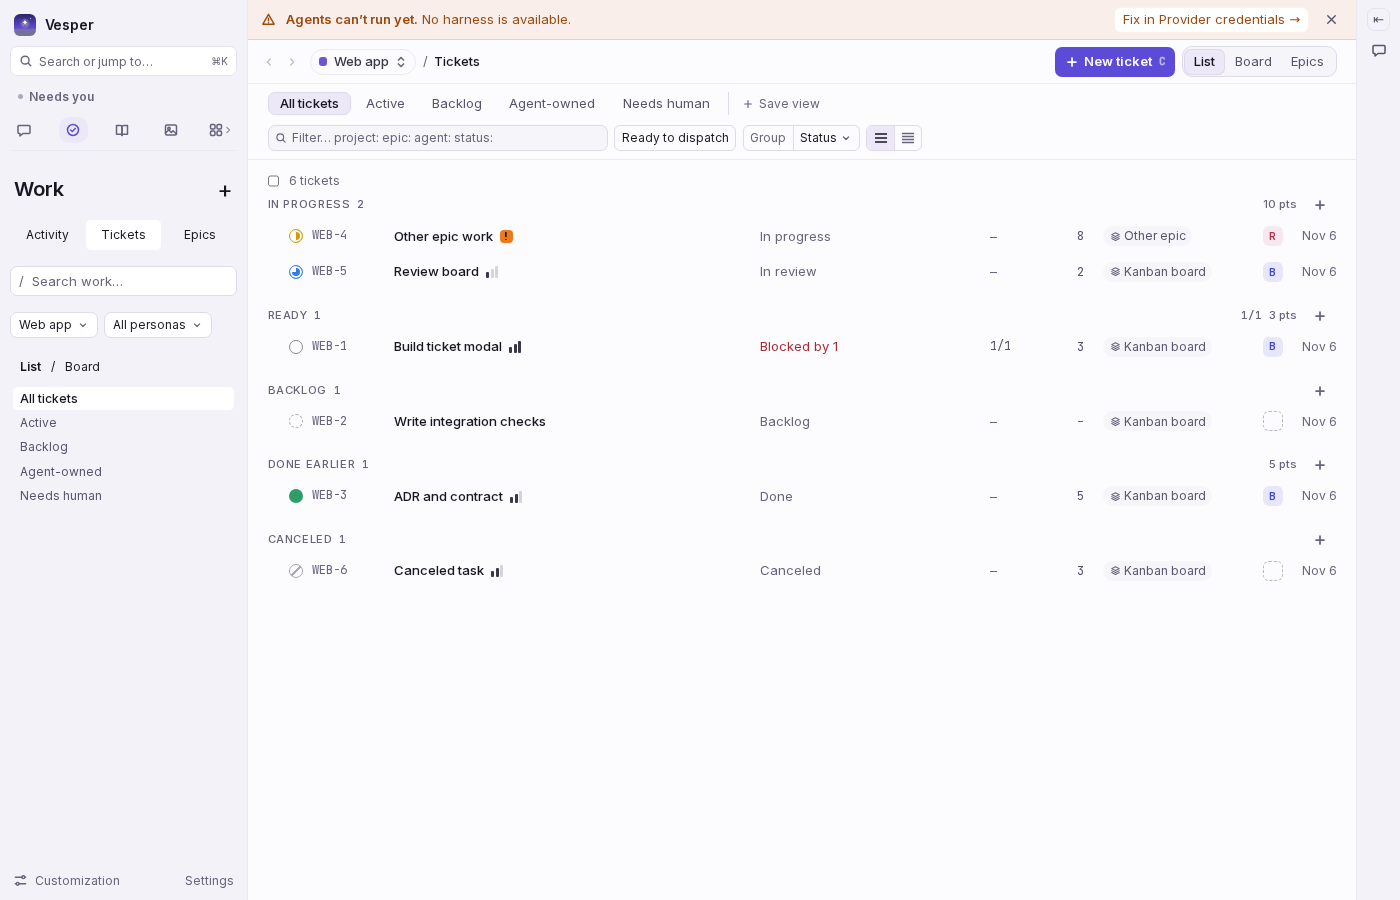 Vesper
Search or jump to… ⌘K
Needs you
Work
Activity Tickets Epics
/ Search work…
Web app All personas
List / Board
All tickets
Active
Backlog
Agent-owned
Needs human
Customization Settings
Agents can’t run yet. No harness is available. Fix in Provider credentials →
Web app / Tickets + New ticket C List Board Epics
All tickets Active Backlog Agent-owned Needs human + Save view
Filter… project: epic: agent: status: Ready to dispatch Group Status
6 tickets
IN PROGRESS 2 10 pts +
WEB-4 Other epic work ! In progress – 8 Other epic R Nov 6
WEB-5 Review board In review – 2 Kanban board B Nov 6
READY 1 1/1 3 pts +
WEB-1 Build ticket modal Blocked by 1 1/1 3 Kanban board B Nov 6
BACKLOG 1 +
WEB-2 Write integration checks Backlog – - Kanban board Nov 6
DONE EARLIER 1 5 pts +
WEB-3 ADR and contract Done – 5 Kanban board B Nov 6
CANCELED 1 +
WEB-6 Canceled task Canceled – 3 Kanban board Nov 6